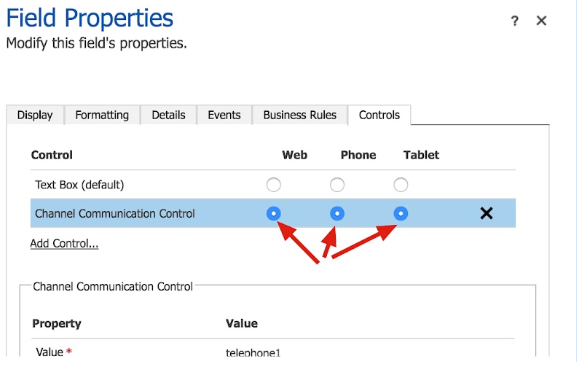 Field Properties
? ×
Modify this field's properties.
Display Formatting Details Events Business Rules Controls
Control Web Phone Tablet
Text Box (default)
Channel Communication Control
Add Control...
Channel Communication Control
Property Value
Value * telephone1